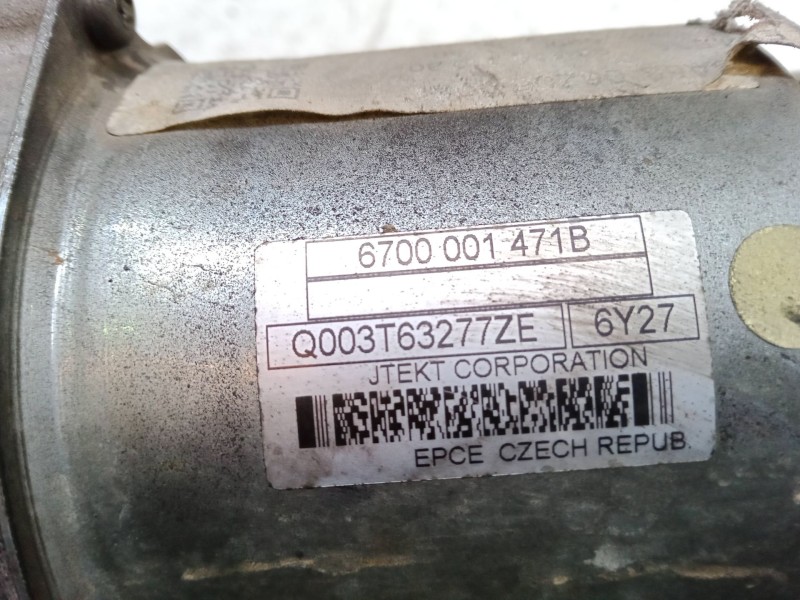 6700 001 471B
Q003T63277ZE 6Y27
JTEKT CORPORATION
EPCE CZECH REPUB.